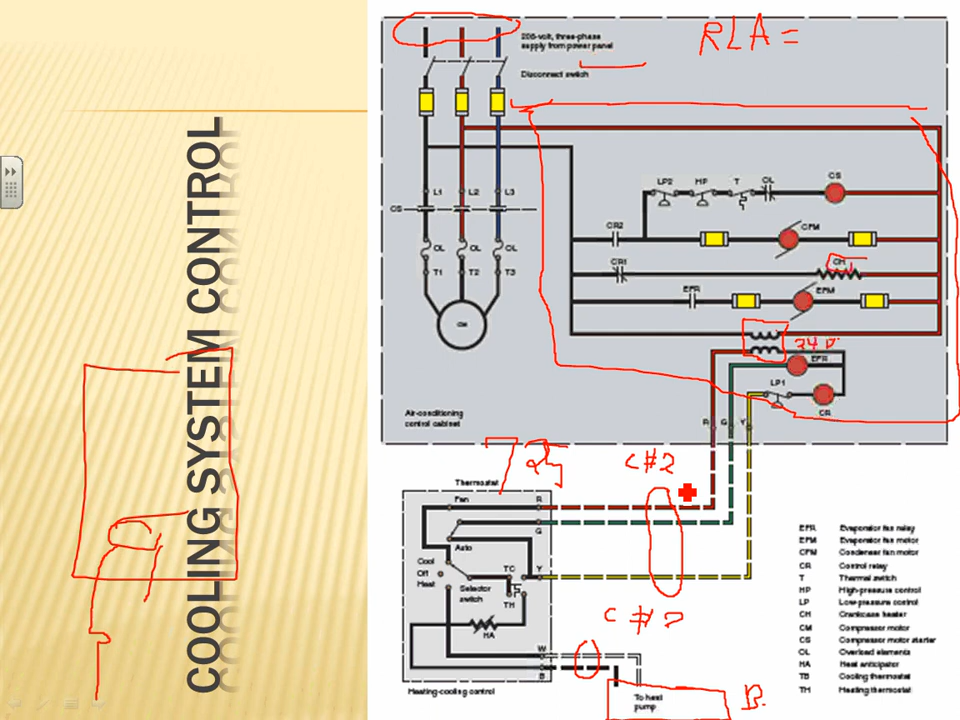 COOLING SYSTEM CONTROL
RLA =
208-volt, three-phase
supply from power panel
Disconnect switch
L1
L2
L3
CS
OL
OL
OL
T1
T2
T3
CM
LP2
HP
T
OL
CS
CR2
CFM
CR1
CH
EFR
EFM
24 v.
EFR
LP1
CR
Air-conditioning
control cabinet
R
G
Y
C#2
Thermostat
Fan
R
G
Auto
Cool
Off
Heat
TC
Y
Selector
switch
TH
HA
W
B
C#2
To heat
pump
B.
Heating-cooling control
EFR Evaporator fan relay
EFM Evaporator fan motor
CFM Condenser fan motor
CR Control relay
T Thermal switch
HP High-pressure control
LP Low-pressure control
CH Crankcase heater
CM Compressor motor
CS Compressor motor starter
OL Overload elements
HA Heat anticipator
TB Cooling thermostat
TH Heating thermostat